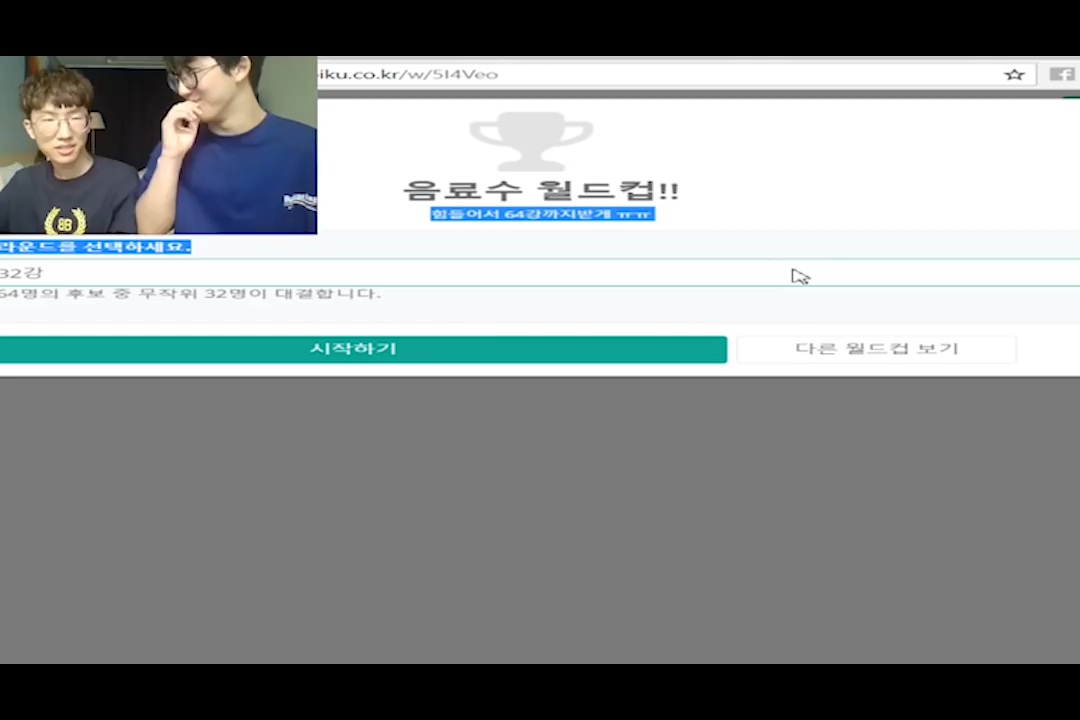 iku.co.kr/w/5I4Veo
음료수 월드컵!!
힘들어서 64강까지받게 ㅠㅠ
라운드를 선택하세요.
32강
64명의 후보 중 무작위 32명이 대결합니다.
시작하기
다른 월드컵 보기